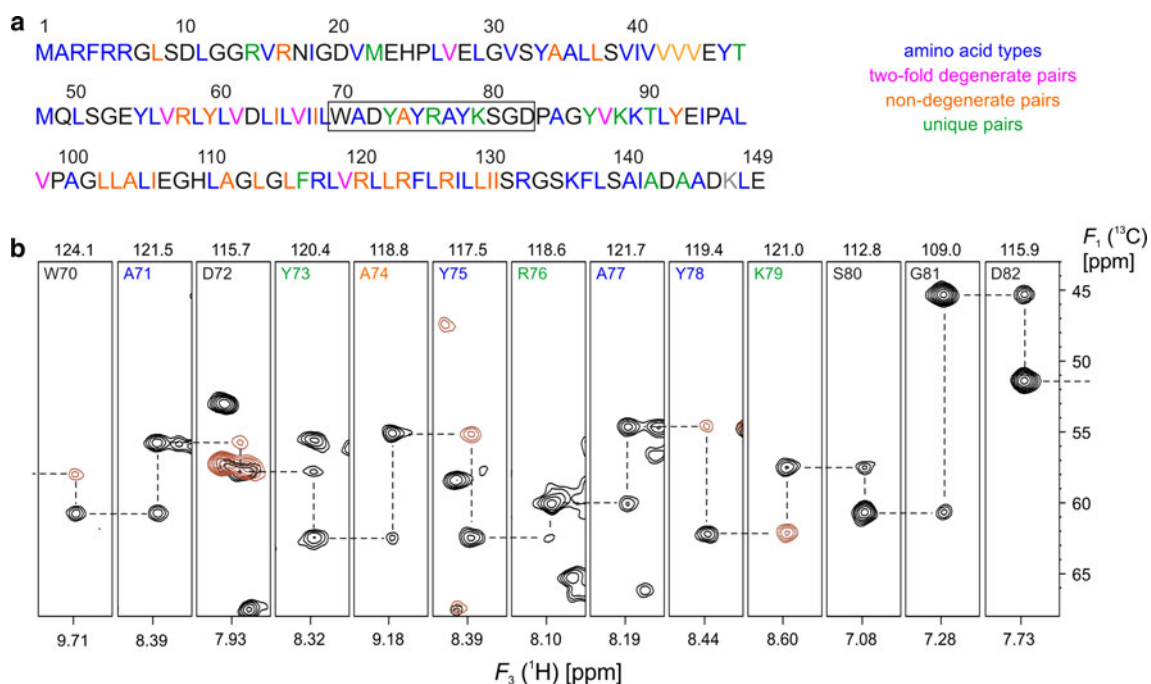 a
1 10 20 30 40
MARFRRGLSDLGGRVRNIGDVMEHPLVELGVSYAALLSVIVVVVEYT
50 60 70 80 90
MQLSGEYLVRLYLVDLILVIILWADYAYRAYKSGDPAGYVKKTLYEIPAL
100 110 120 130 140 149
VPAGLLALIEGHLAGLGLFRLVRLLRFLRILLIISRGSKFLSAIADAADKLE
amino acid types
two-fold degenerate pairs
non-degenerate pairs
unique pairs
b
124.1 121.5 115.7 120.4 118.8 117.5 118.6 121.7 119.4 121.0 112.8 109.0 115.9
W70 A71 D72 Y73 A74 Y75 R76 A77 Y78 K79 S80 G81 D82
F₁ (¹³C)
[ppm]
45
50
55
60
65
9.71 8.39 7.93 8.32 9.18 8.39 8.10 8.19 8.44 8.60 7.08 7.28 7.73
F₃ (¹H) [ppm]